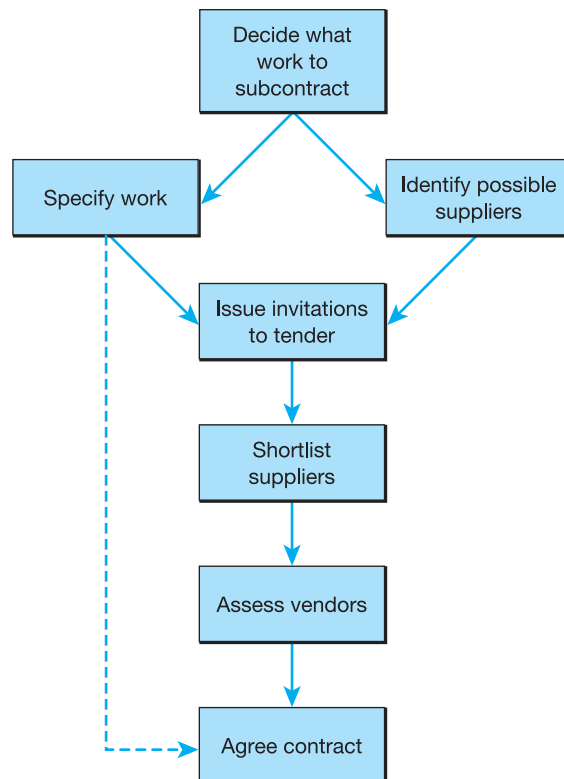 Decide what
work to
subcontract
Specify work
Identify possible
suppliers
Issue invitations
to tender
Shortlist
suppliers
Assess vendors
Agree contract